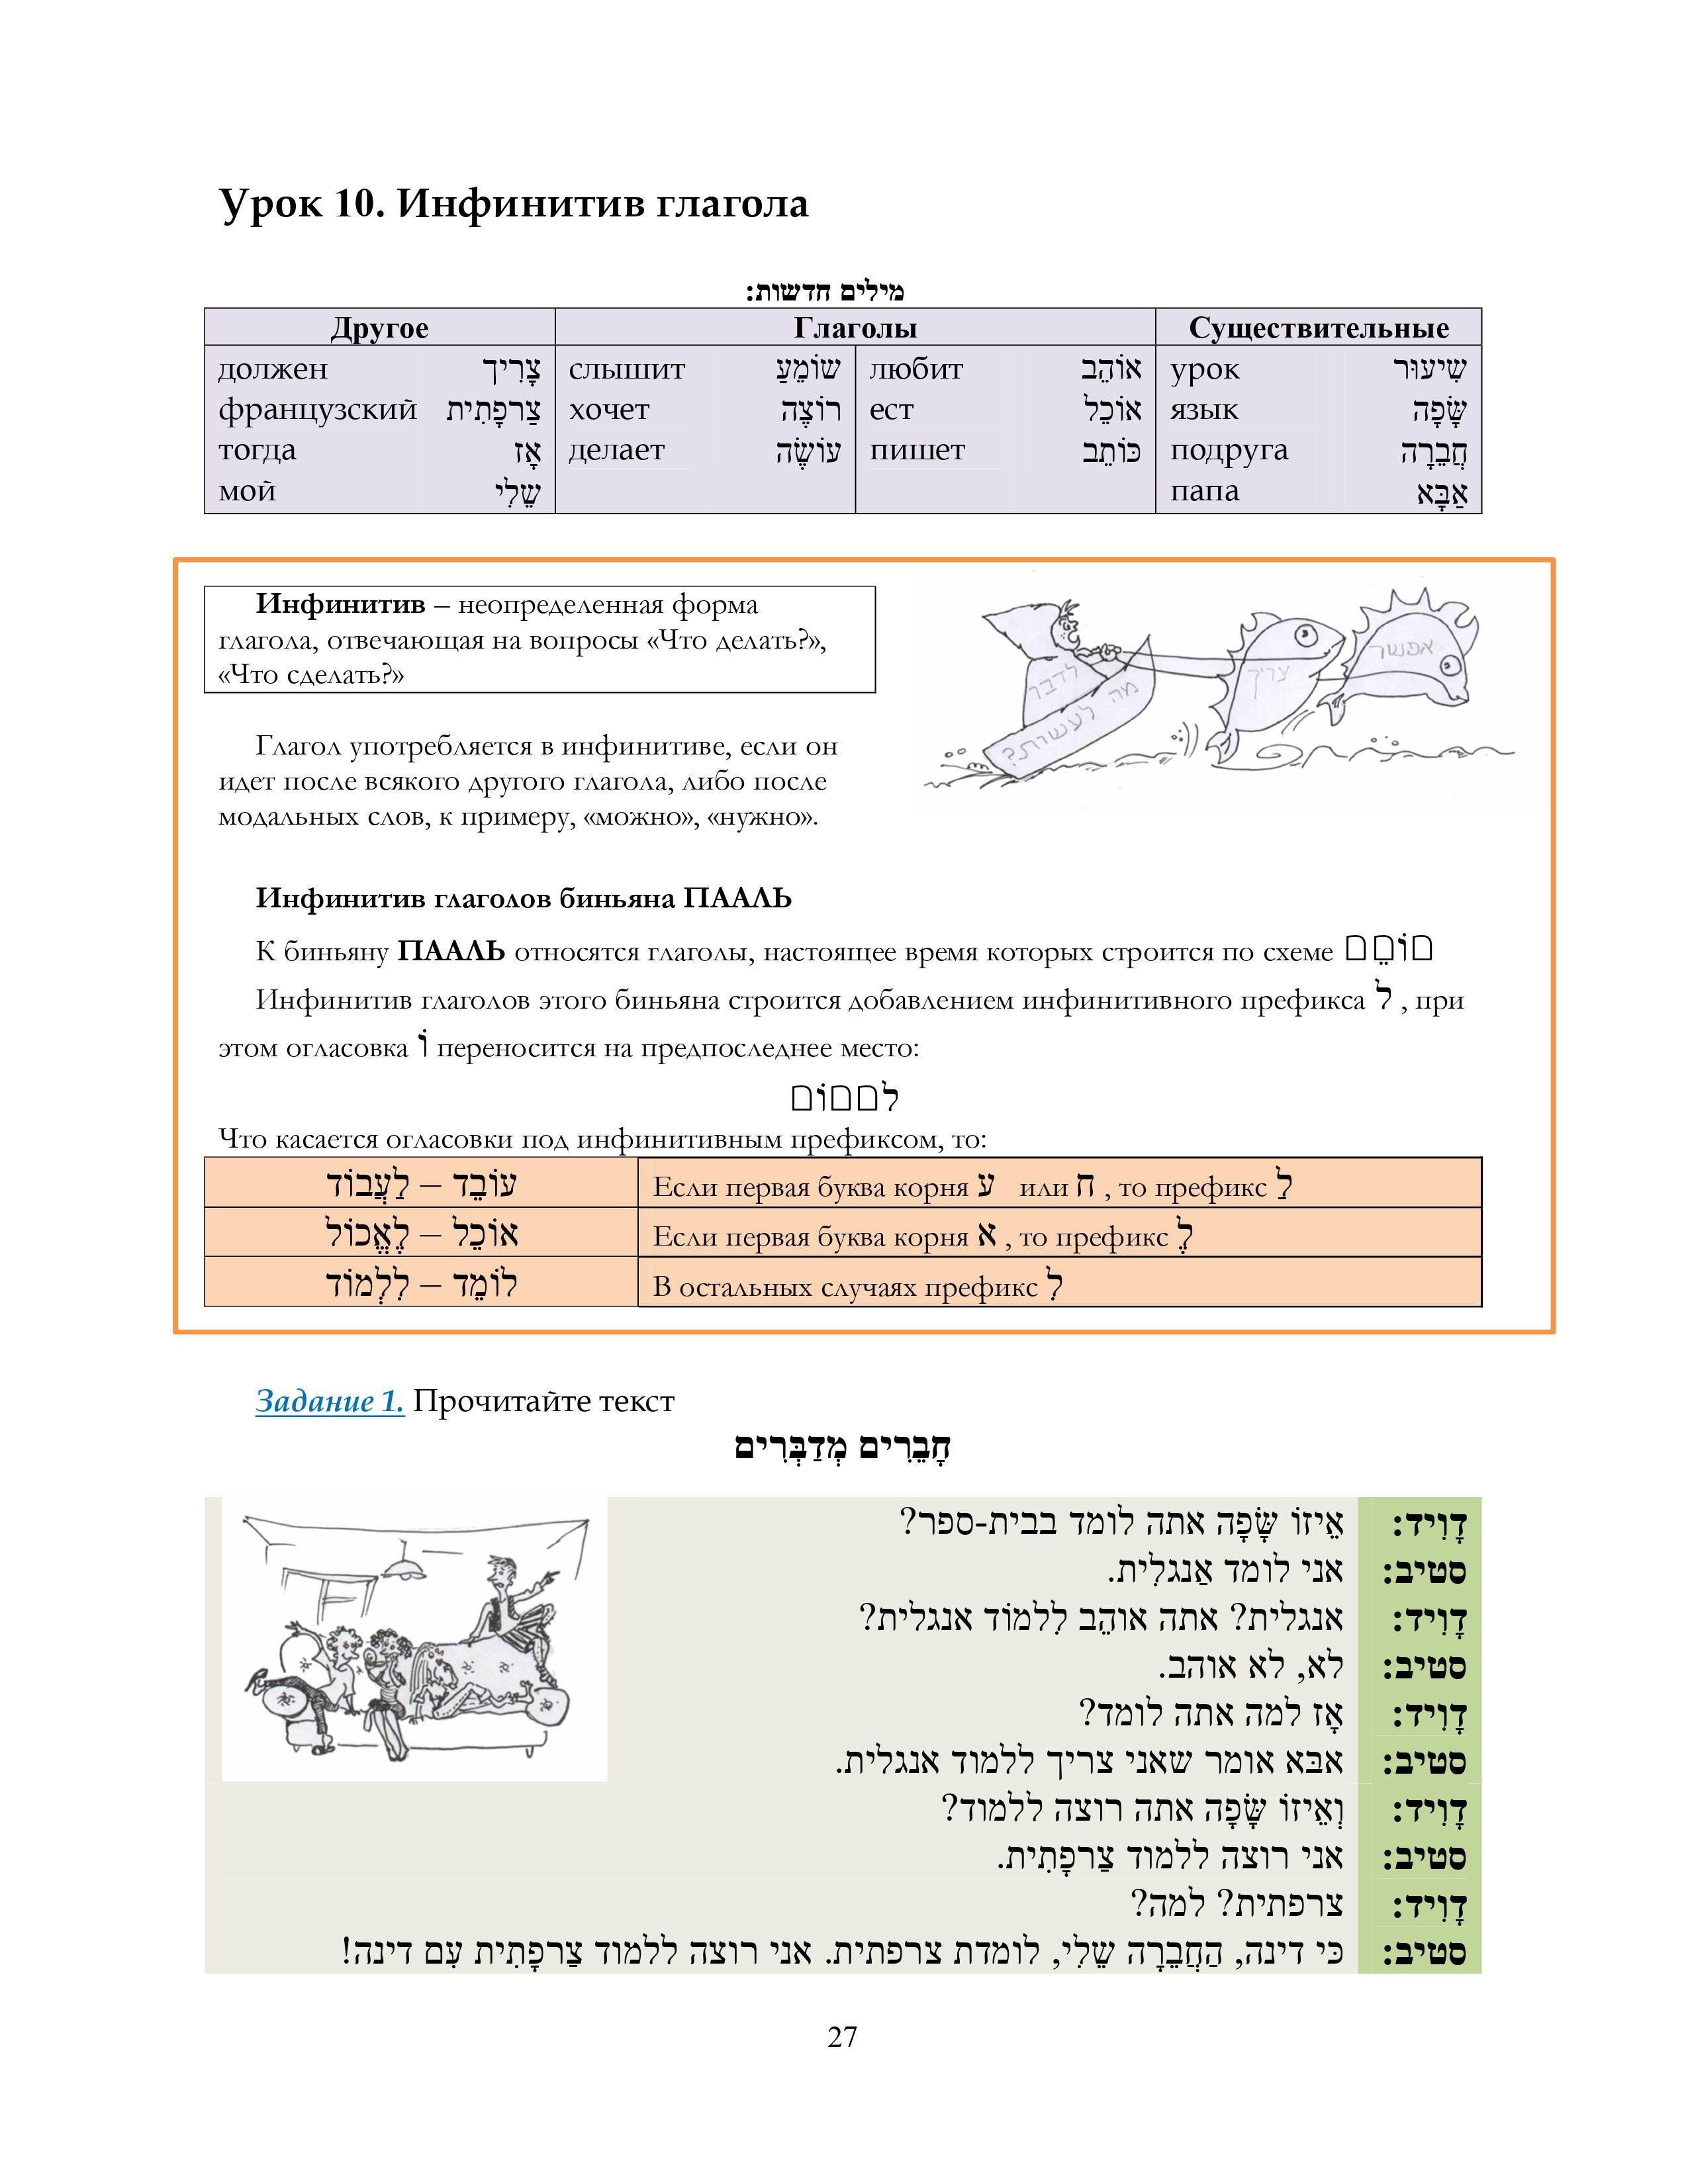 Урок 10. Инфинитив глагола
מילים חדשות:
Другое Глаголы Существительные
должен צָרִיך слышит שוֹמֵעַ любит אוֹהֵב урок שִיעוּר
французский צַרפָתִית хочет רוֹצֶה ест אוֹכֵל язык שָׂפָה
тогда אָז делает עוֹשֶׂה пишет כּוֹתֵב подруга חֲבֵרָה
мой שֶלִי папа אַבָּא
Инфинитив – неопределенная форма
глагола, отвечающая на вопросы «Что делать?»,
«Что сделать?»
לדבר
מה לעשות?
צריך
אפשר
Глагол употребляется в инфинитиве, если он
идет после всякого другого глагола, либо после
модальных слов, к примеру, «можно», «нужно».
Инфинитив глаголов биньяна ПААЛЬ
К биньяну ПААЛЬ относятся глаголы, настоящее время которых строится по схеме □וֹ□ֵ□
Инфинитив глаголов этого биньяна строится добавлением инфинитивного префикса ל , при
этом огласовка וֹ переносится на предпоследнее место:
ל□□וֹ□
Что касается огласовки под инфинитивным префиксом, то:
עוֹבֵד – לַעֲבוֹד Если первая буква корня ע или ח , то префикс לַ
אוֹכֵל – לֶאֱכוֹל Если первая буква корня א , то префикс לֶ
לוֹמֵד – לִלְמוֹד В остальных случаях префикс לִ
Задание 1. Прочитайте текст
חָבֵרִים מְדַבְּרִים
דָוִיד: אֵיזוֹ שָׂפָה אתה לומד בבית-ספר?
סטיב: אני לומד אַנגלִית.
דָוִיד: אנגלית? אתה אוהֵב לִלמוֹד אנגלית?
סטיב: לא, לא אוהב.
דָוִיד: אָז למה אתה לומד?
סטיב: אבּא אומר שאני צריך ללמוד אנגלית.
דָוִיד: וְאֵיזוֹ שָׂפָה אתה רוצה ללמוד?
סטיב: אני רוצה ללמוד צַרפָתִית.
דָוִיד: צרפתית? למה?
סטיב: כּי דינה, הַחֲבֵרָה שֶלִי, לומדת צרפתית. אני רוצה ללמוד צַרפָתִית עִם דינה!
27